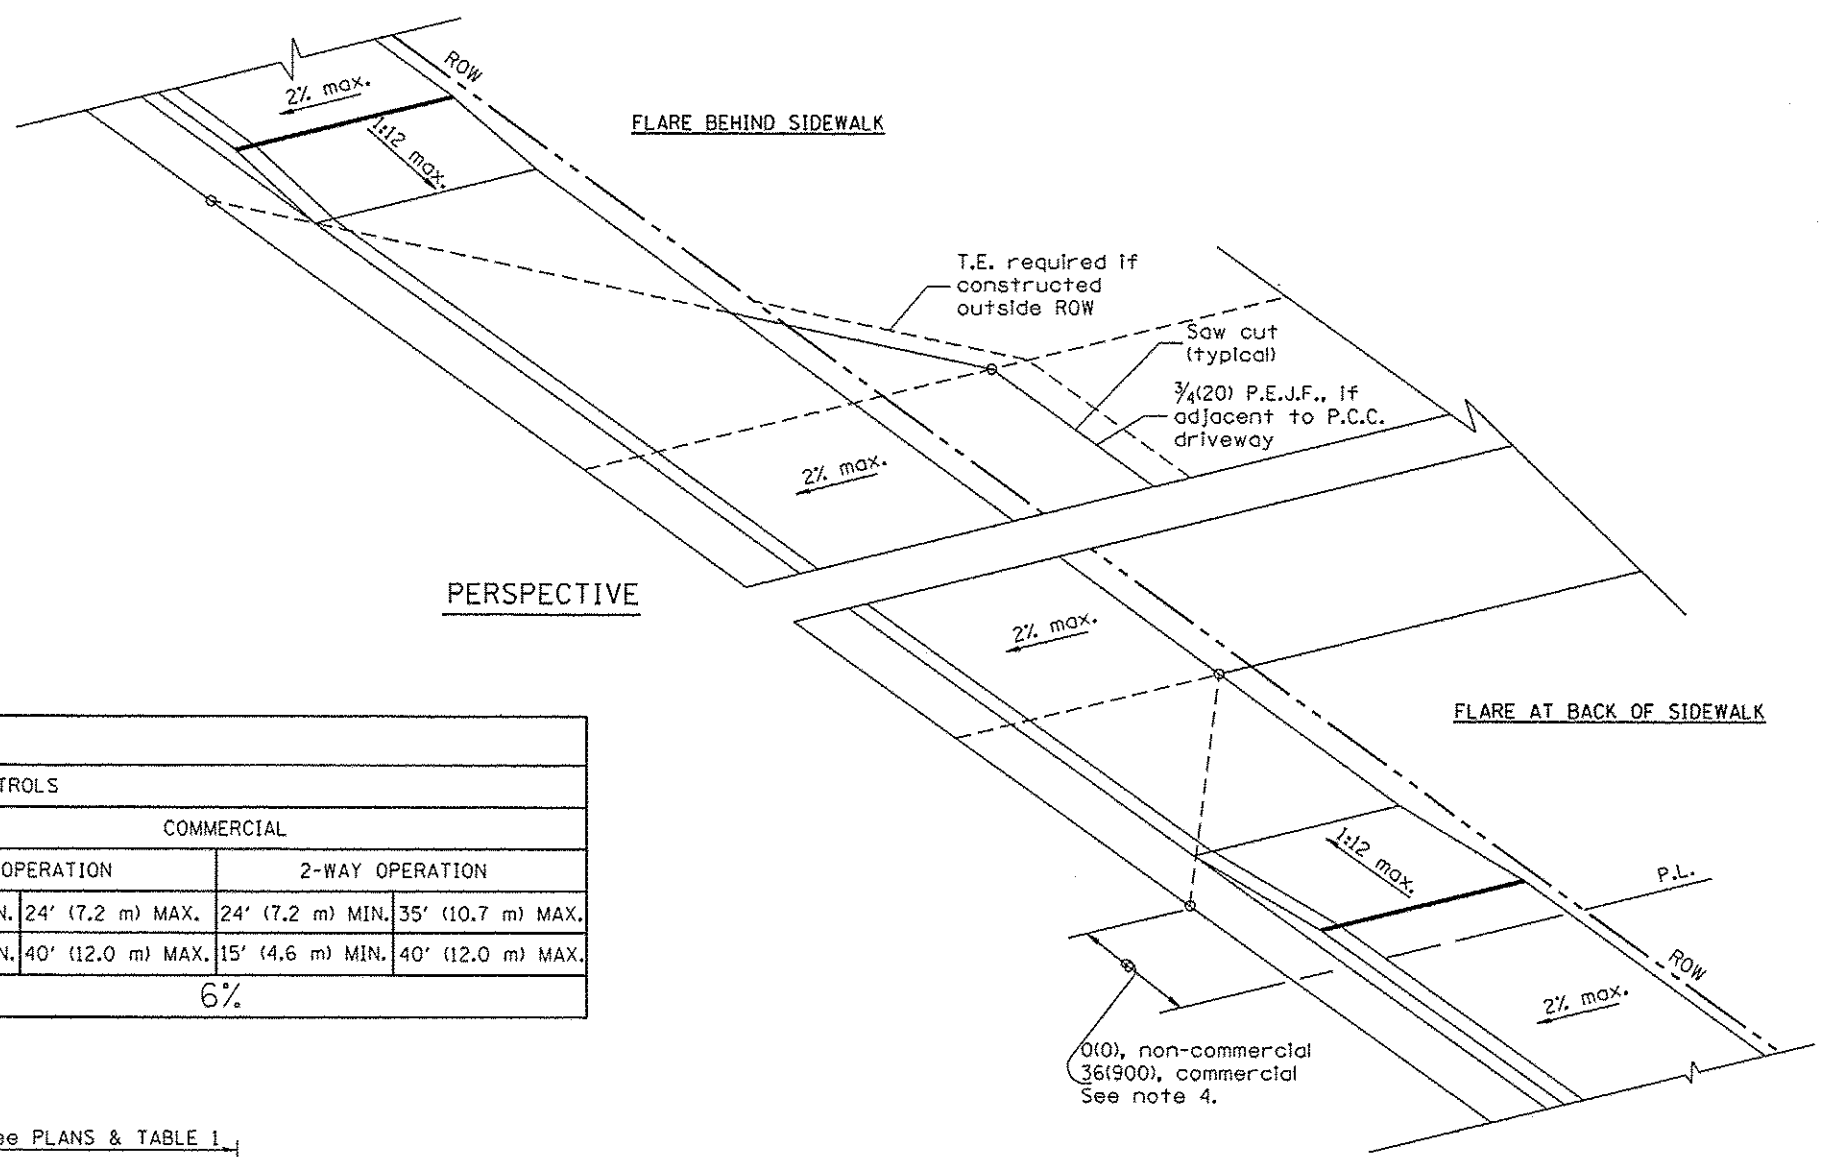 ROW
2% max.
FLARE BEHIND SIDEWALK
1:12 max.
T.E. required if
constructed
outside ROW
Saw cut
(typical)
3/4(20) P.E.J.F., if
adjacent to P.C.C.
driveway
2% max.
PERSPECTIVE
2% max.
FLARE AT BACK OF SIDEWALK
1:12 max.
P.L.
ROW
2% max.
0(0), non-commercial
36(900), commercial
See note 4.
COMMERCIAL
OPERATION 2-WAY OPERATION
24' (7.2 m) MAX. 24' (7.2 m) MIN. 35' (10.7 m) MAX.
40' (12.0 m) MAX. 15' (4.6 m) MIN. 40' (12.0 m) MAX.
6%
PLANS & TABLE 1